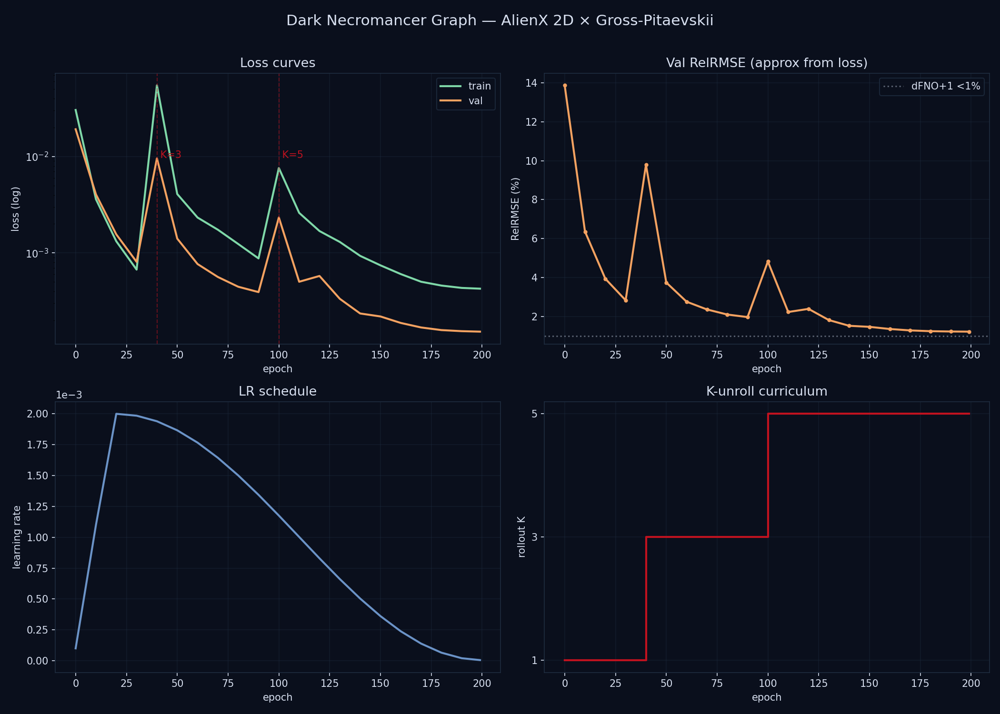 Dark Necromancer Graph — AlienX 2D × Gross-Pitaevskii
Loss curves
train
val
K=3
K=5
10⁻²
10⁻³
loss (log)
0 25 50 75 100 125 150 175 200
epoch
Val RelRMSE (approx from loss)
dFNO+1 <1%
14
12
10
8
6
4
2
RelRMSE (%)
0 25 50 75 100 125 150 175 200
epoch
LR schedule
1e−3
2.00
1.75
1.50
1.25
1.00
0.75
0.50
0.25
0.00
learning rate
0 25 50 75 100 125 150 175 200
epoch
K-unroll curriculum
5
3
1
rollout K
0 25 50 75 100 125 150 175 200
epoch